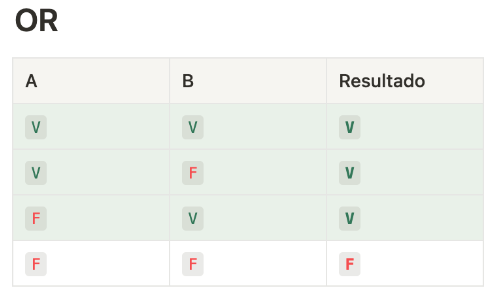 OR
A B Resultado
V V V
V F V
F V V
F F F